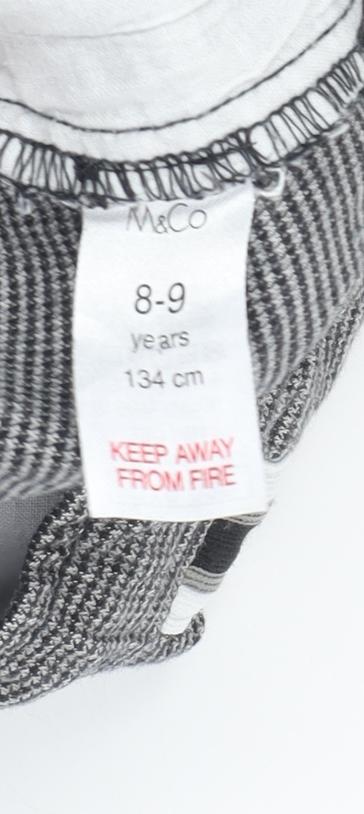 M&Co
8-9
years
134 cm
KEEP AWAY
FROM FIRE